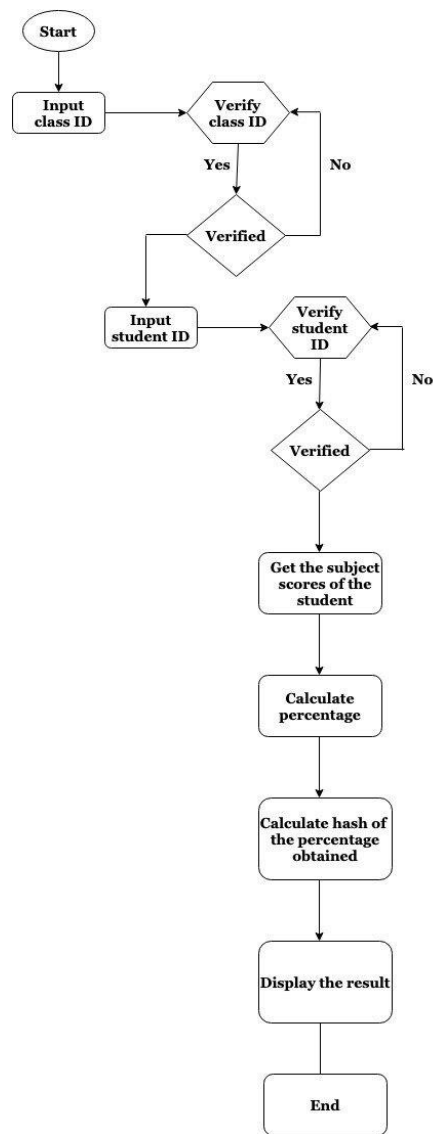 Start
Input
class ID
Verify
class ID
Yes
No
Verified
Input
student ID
Verify
student
ID
Yes
No
Verified
Get the subject
scores of the
student
Calculate
percentage
Calculate hash of
the percentage
obtained
Display the result
End